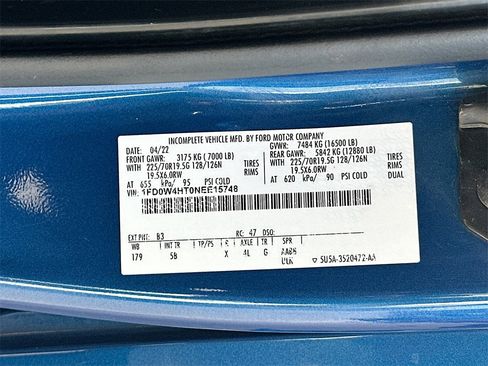 INCOMPLETE VEHICLE MFD. BY FORD MOTOR COMPANY
DATE: 04/22 GVWR: 7484 KG (16500 LB)
FRONT GAWR: 3175 KG (7000 LB) REAR GAWR: 5842 KG (12880 LB)
WITH 225/70R19.5G 128/126N TIRES WITH 225/70R19.5G 128/126N TIRES
19.5X6.0RW RIMS 19.5X6.0RW RIMS
AT 655 kPa/ 95 PSI COLD AT 620 kPa/ 90 PSI COLD
VIN: 1FD0W4HT0NEE15748
EXT PNT: B3 RC: 47 DSO:
WB INT TR TP/PS R AXLE TR SPR
179 5B X 4L G
5U5A-3520472-AA